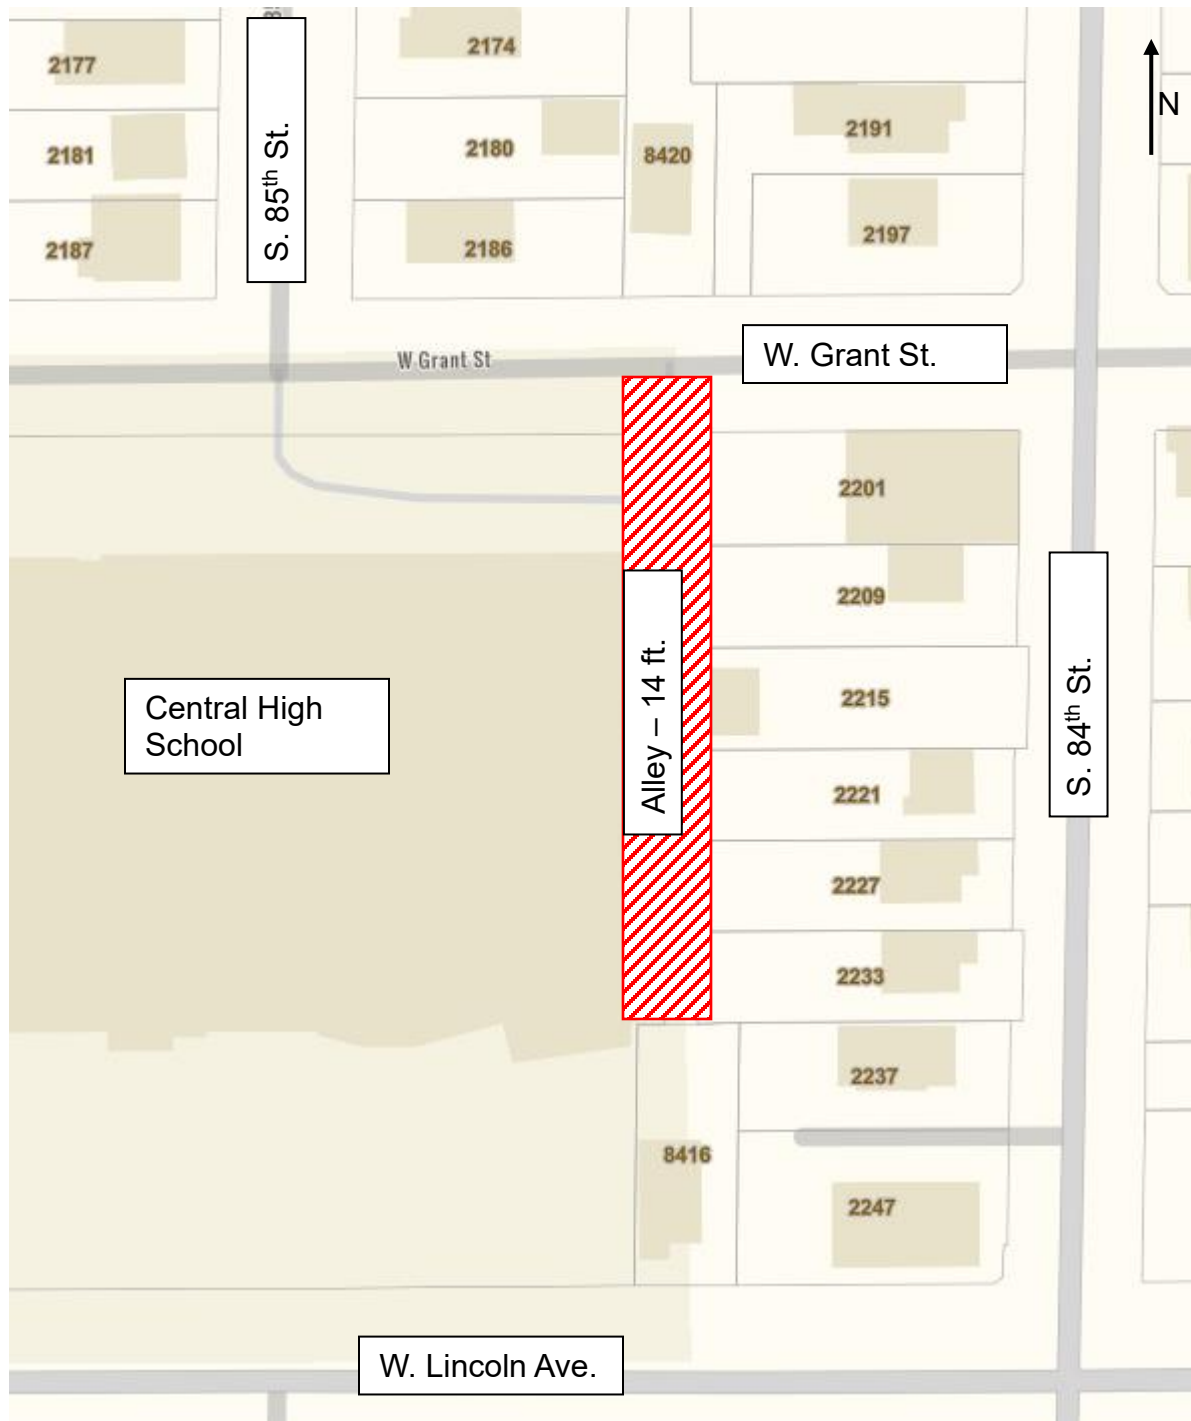 2174
2177
N
2191
2180
8420
2181
S. 85th St.
2197
2187
2186
W Grant St
W. Grant St.
2201
2209
Central High
School
Alley – 14 ft.
2215
S. 84th St.
2221
2227
2233
2237
8416
2247
W. Lincoln Ave.